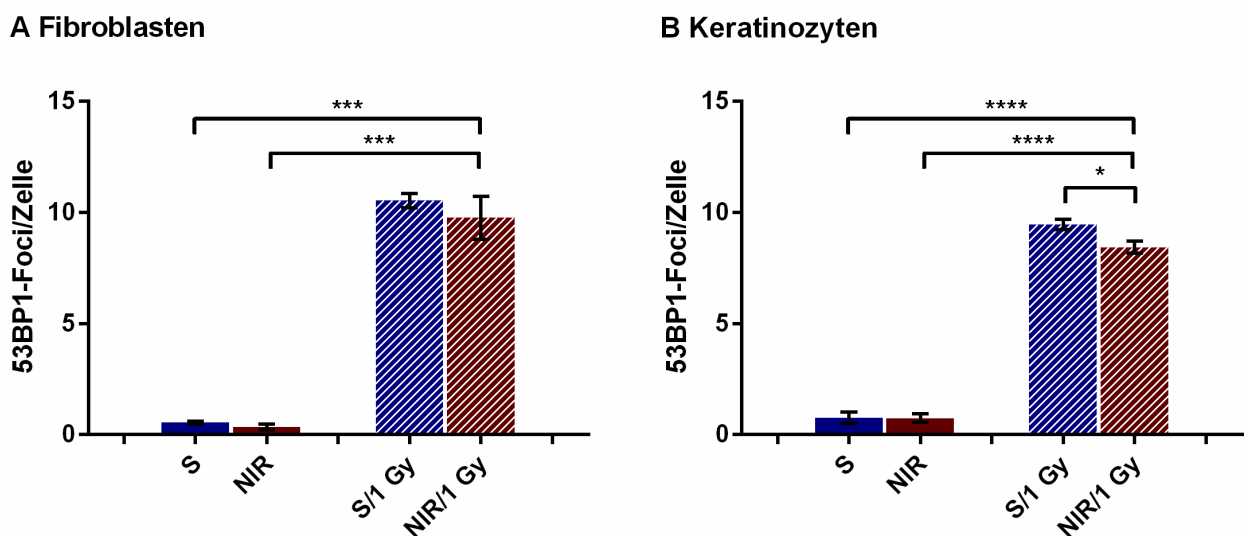 A Fibroblasten
53BP1-Foci/Zelle
15
10
5
0
***
***
S
NIR
S/1 Gy
NIR/1 Gy
B Keratinozyten
53BP1-Foci/Zelle
15
10
5
0
****
****
*
S
NIR
S/1 Gy
NIR/1 Gy